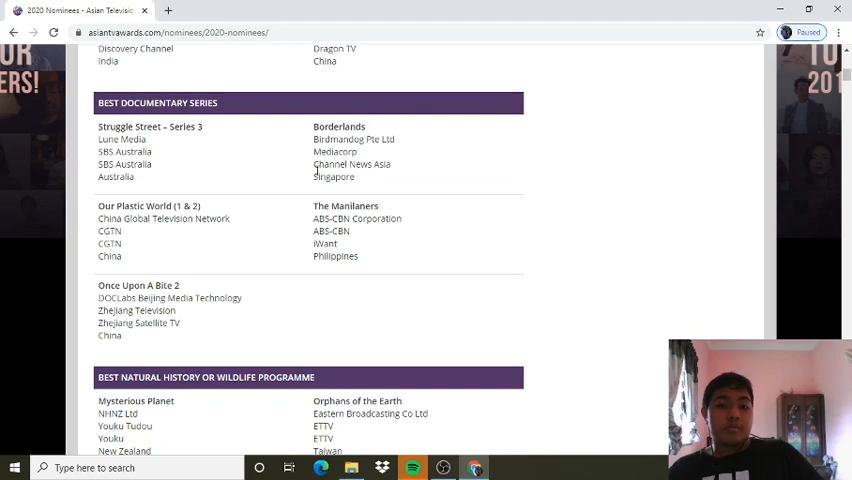 2020 Nominees - Asian Televisio
asiantvawards.com/nominees/2020-nominees/
Paused
OUR
ERS!
TO
201
Discovery Channel
India
Dragon TV
China
BEST DOCUMENTARY SERIES
Struggle Street – Series 3
Lune Media
SBS Australia
SBS Australia
Australia
Borderlands
Birdmandog Pte Ltd
Mediacorp
Channel News Asia
Singapore
Our Plastic World (1 & 2)
China Global Television Network
CGTN
CGTN
China
The Manilaners
ABS-CBN Corporation
ABS-CBN
iWant
Philippines
Once Upon A Bite 2
DOCLabs Beijing Media Technology
Zhejiang Television
Zhejiang Satellite TV
China
BEST NATURAL HISTORY OR WILDLIFE PROGRAMME
Mysterious Planet
NHNZ Ltd
Youku Tudou
Youku
New Zealand
Orphans of the Earth
Eastern Broadcasting Co Ltd
ETTV
ETTV
Taiwan
Type here to search